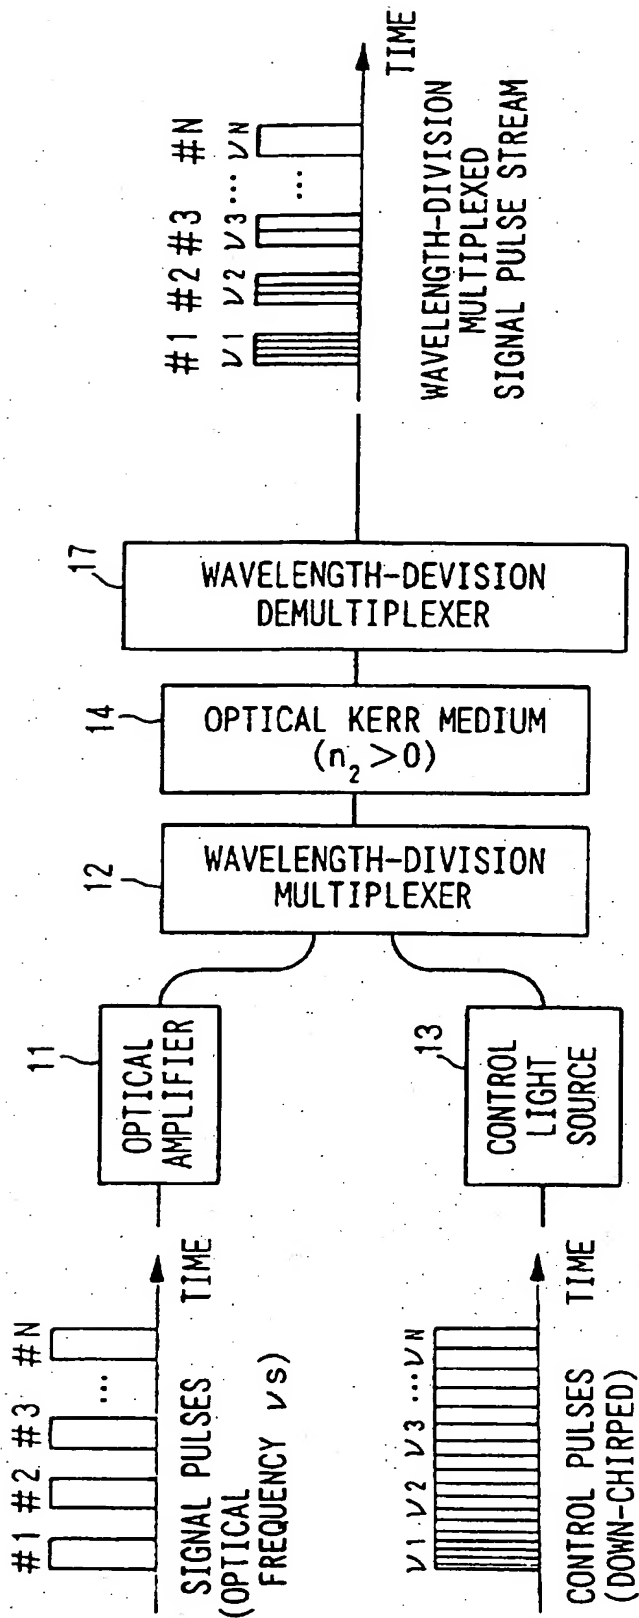 #1 #2 #3 #N
...
TIME
SIGNAL PULSES
(OPTICAL
FREQUENCY νs)
ν1 ν2 ν3 ...νN
TIME
CONTROL PULSES
(DOWN-CHIRPED)
11
OPTICAL
AMPLIFIER
13
CONTROL
LIGHT
SOURCE
12
WAVELENGTH-DIVISION
MULTIPLEXER
14
OPTICAL KERR MEDIUM
(n2>0)
17
WAVELENGTH-DEVISION
DEMULTIPLEXER
#1 #2 #3 #N
ν1 ν2 ν3 ... νN
...
TIME
WAVELENGTH-DIVISION
MULTIPLEXED
SIGNAL PULSE STREAM